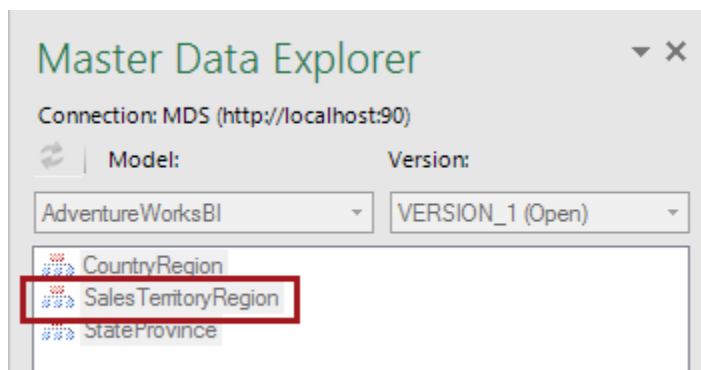 Master Data Explorer
Connection: MDS (http://localhost:90)
Model: Version:
AdventureWorksBI VERSION_1 (Open)
CountryRegion
SalesTerritoryRegion
StateProvince